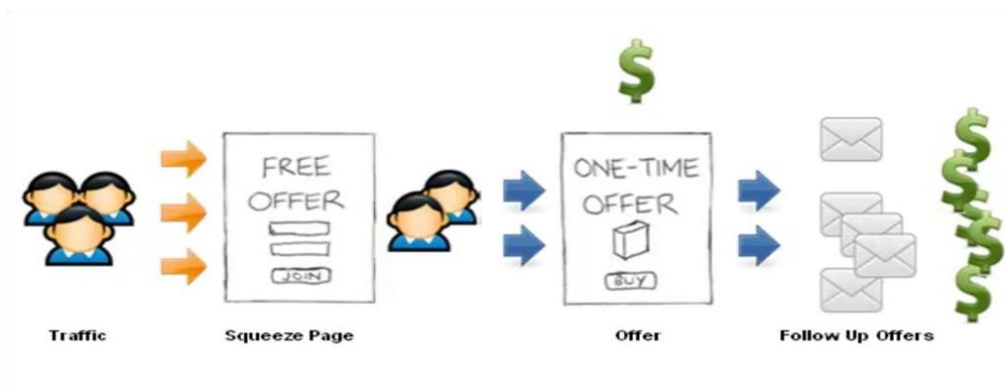 FREE
OFFER
JOIN
ONE-TIME
OFFER
BUY
Traffic
Squeeze Page
Offer
Follow Up Offers